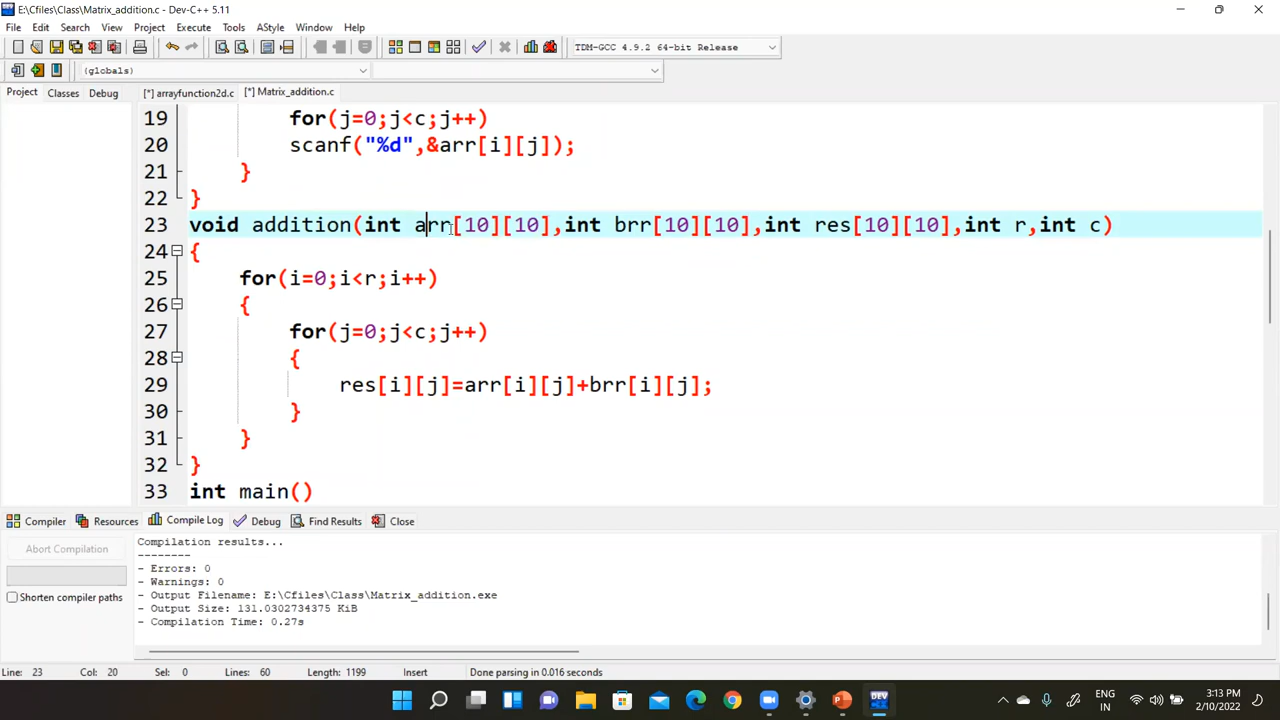 E:\Cfiles\Class\Matrix_addition.c - Dev-C++ 5.11
File Edit Search View Project Execute Tools AStyle Window Help
TDM-GCC 4.9.2 64-bit Release
(globals)
Project Classes Debug [*] arrayfunction2d.c [*] Matrix_addition.c
19 for(j=0;j<c;j++)
20 scanf("%d",&arr[i][j]);
21 }
22 }
23 void addition(int arr[10][10],int brr[10][10],int res[10][10],int r,int c)
24 {
25 for(i=0;i<r;i++)
26 {
27 for(j=0;j<c;j++)
28 {
29 res[i][j]=arr[i][j]+brr[i][j];
30 }
31 }
32 }
33 int main()
Compiler Resources Compile Log Debug Find Results Close
Abort Compilation
Shorten compiler paths
Compilation results...
--------
- Errors: 0
- Warnings: 0
- Output Filename: E:\Cfiles\Class\Matrix_addition.exe
- Output Size: 131.0302734375 KiB
- Compilation Time: 0.27s
Line: 23 Col: 20 Sel: 0 Lines: 60 Length: 1199 Insert Done parsing in 0.016 seconds
DEV
ENG
IN
3:13 PM
2/10/2022